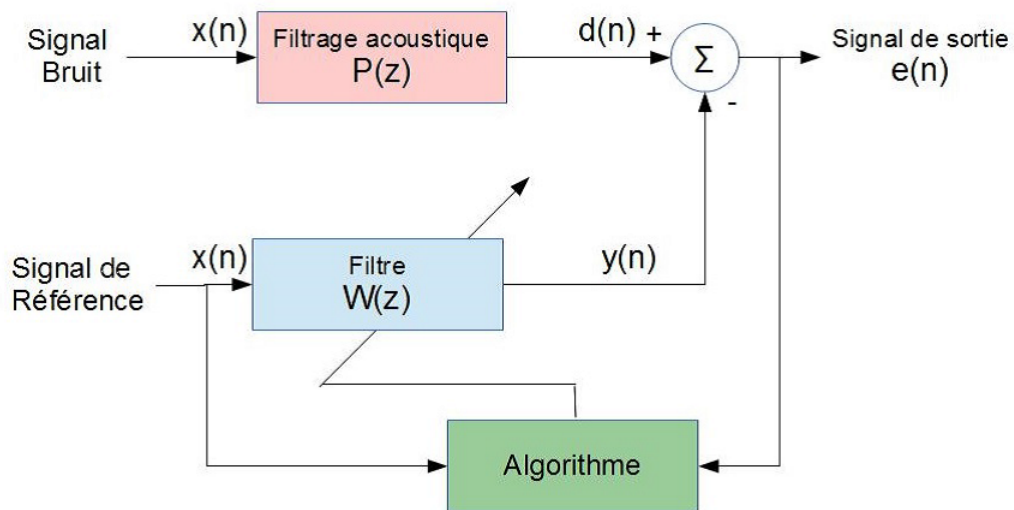 Signal
Bruit
x(n)
Filtrage acoustique
P(z)
d(n) +
Σ
-
Signal de sortie
e(n)
Signal de
Référence
x(n)
Filtre
W(z)
y(n)
Algorithme